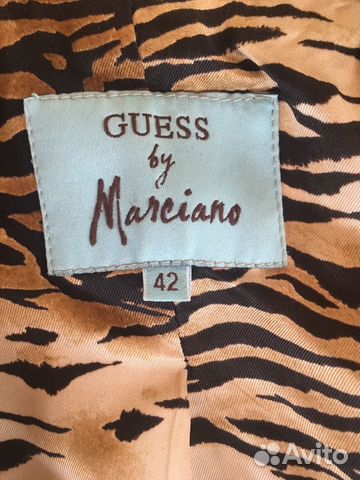 GUESS
by
Marciano
42
Avito